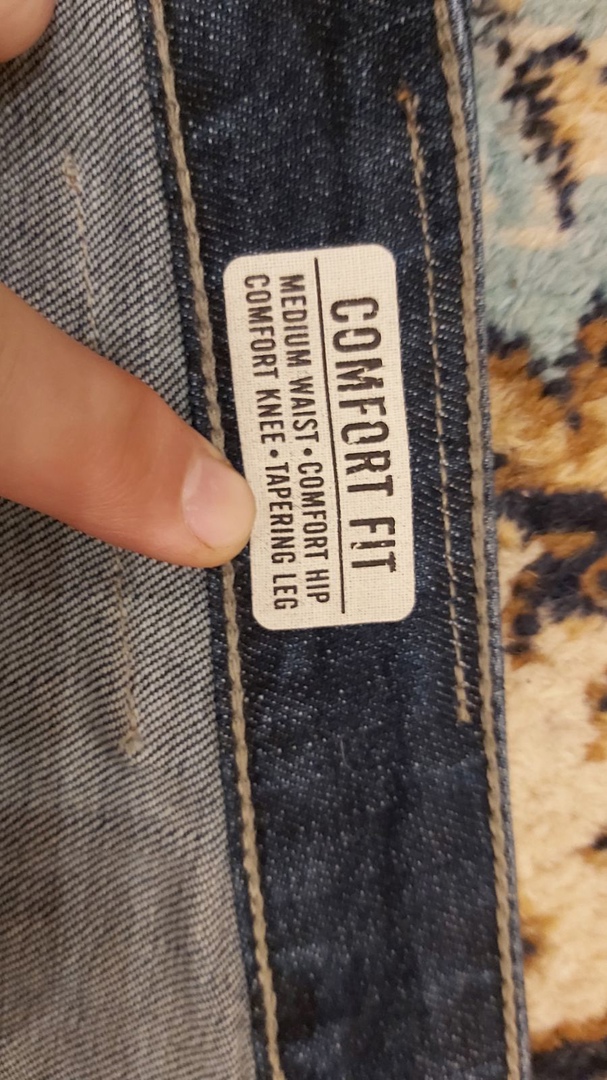 COMFORT FIT
MEDIUM WAIST • COMFORT HIP
COMFORT KNEE • TAPERING LEG